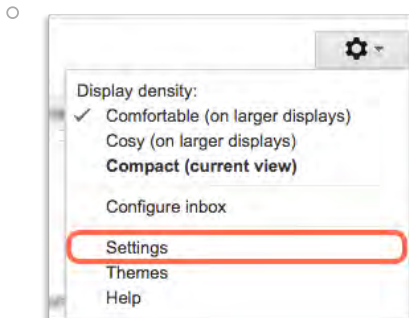 Display density:
Comfortable (on larger displays)
Cosy (on larger displays)
Compact (current view)
Configure inbox
Settings
Themes
Help